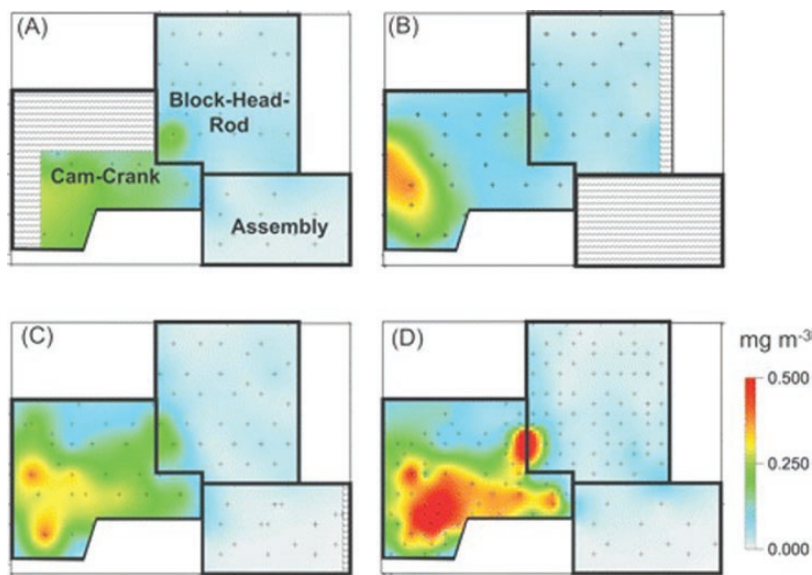 (A)
(B)
Block-Head-
Rod
Cam-Crank
Assembly
(C)
(D)
mg m-3
0.500
0.250
0.000